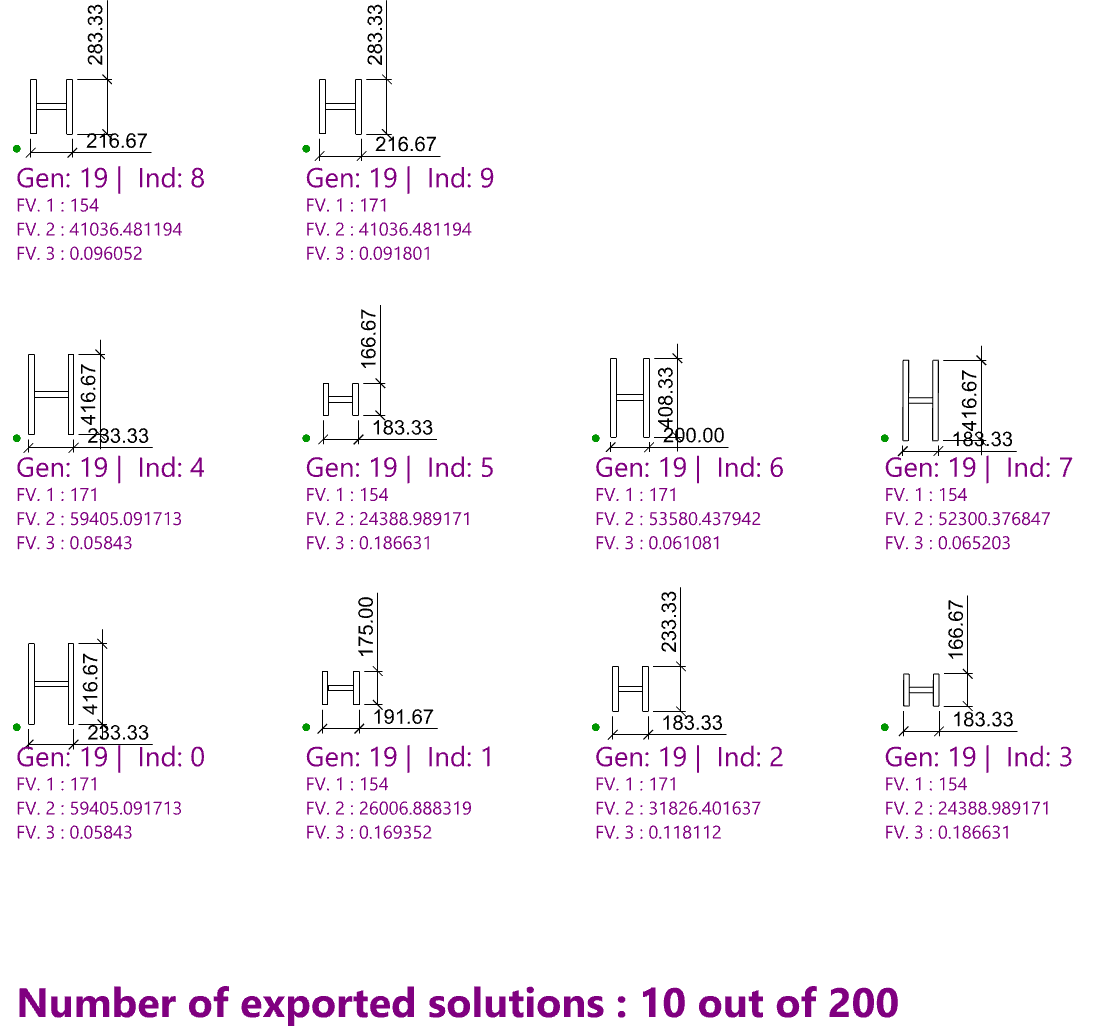 283.33
216.67
Gen: 19 | Ind: 8
FV. 1 : 154
FV. 2 : 41036.481194
FV. 3 : 0.096052
283.33
216.67
Gen: 19 | Ind: 9
FV. 1 : 171
FV. 2 : 41036.481194
FV. 3 : 0.091801
416.67
233.33
Gen: 19 | Ind: 4
FV. 1 : 171
FV. 2 : 59405.091713
FV. 3 : 0.05843
166.67
183.33
Gen: 19 | Ind: 5
FV. 1 : 154
FV. 2 : 24388.989171
FV. 3 : 0.186631
408.33
200.00
Gen: 19 | Ind: 6
FV. 1 : 171
FV. 2 : 53580.437942
FV. 3 : 0.061081
416.67
183.33
Gen: 19 | Ind: 7
FV. 1 : 154
FV. 2 : 52300.376847
FV. 3 : 0.065203
416.67
233.33
Gen: 19 | Ind: 0
FV. 1 : 171
FV. 2 : 59405.091713
FV. 3 : 0.05843
175.00
191.67
Gen: 19 | Ind: 1
FV. 1 : 154
FV. 2 : 26006.888319
FV. 3 : 0.169352
233.33
183.33
Gen: 19 | Ind: 2
FV. 1 : 171
FV. 2 : 31826.401637
FV. 3 : 0.118112
166.67
183.33
Gen: 19 | Ind: 3
FV. 1 : 154
FV. 2 : 24388.989171
FV. 3 : 0.186631
Number of exported solutions : 10 out of 200